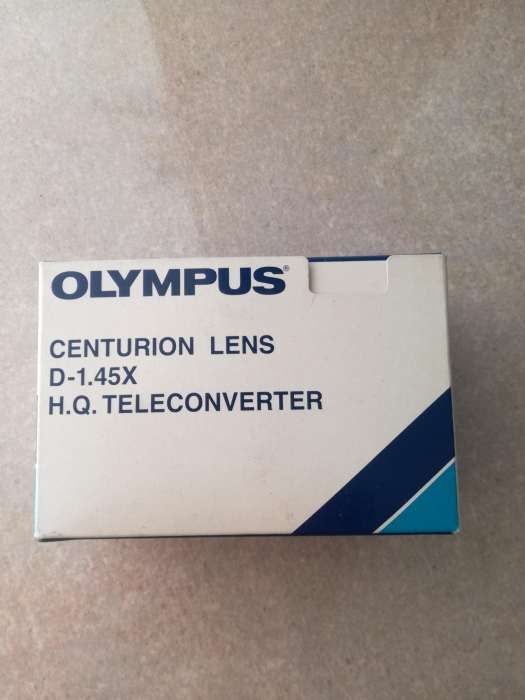 OLYMPUS®
CENTURION LENS
D-1.45X
H.Q. TELECONVERTER